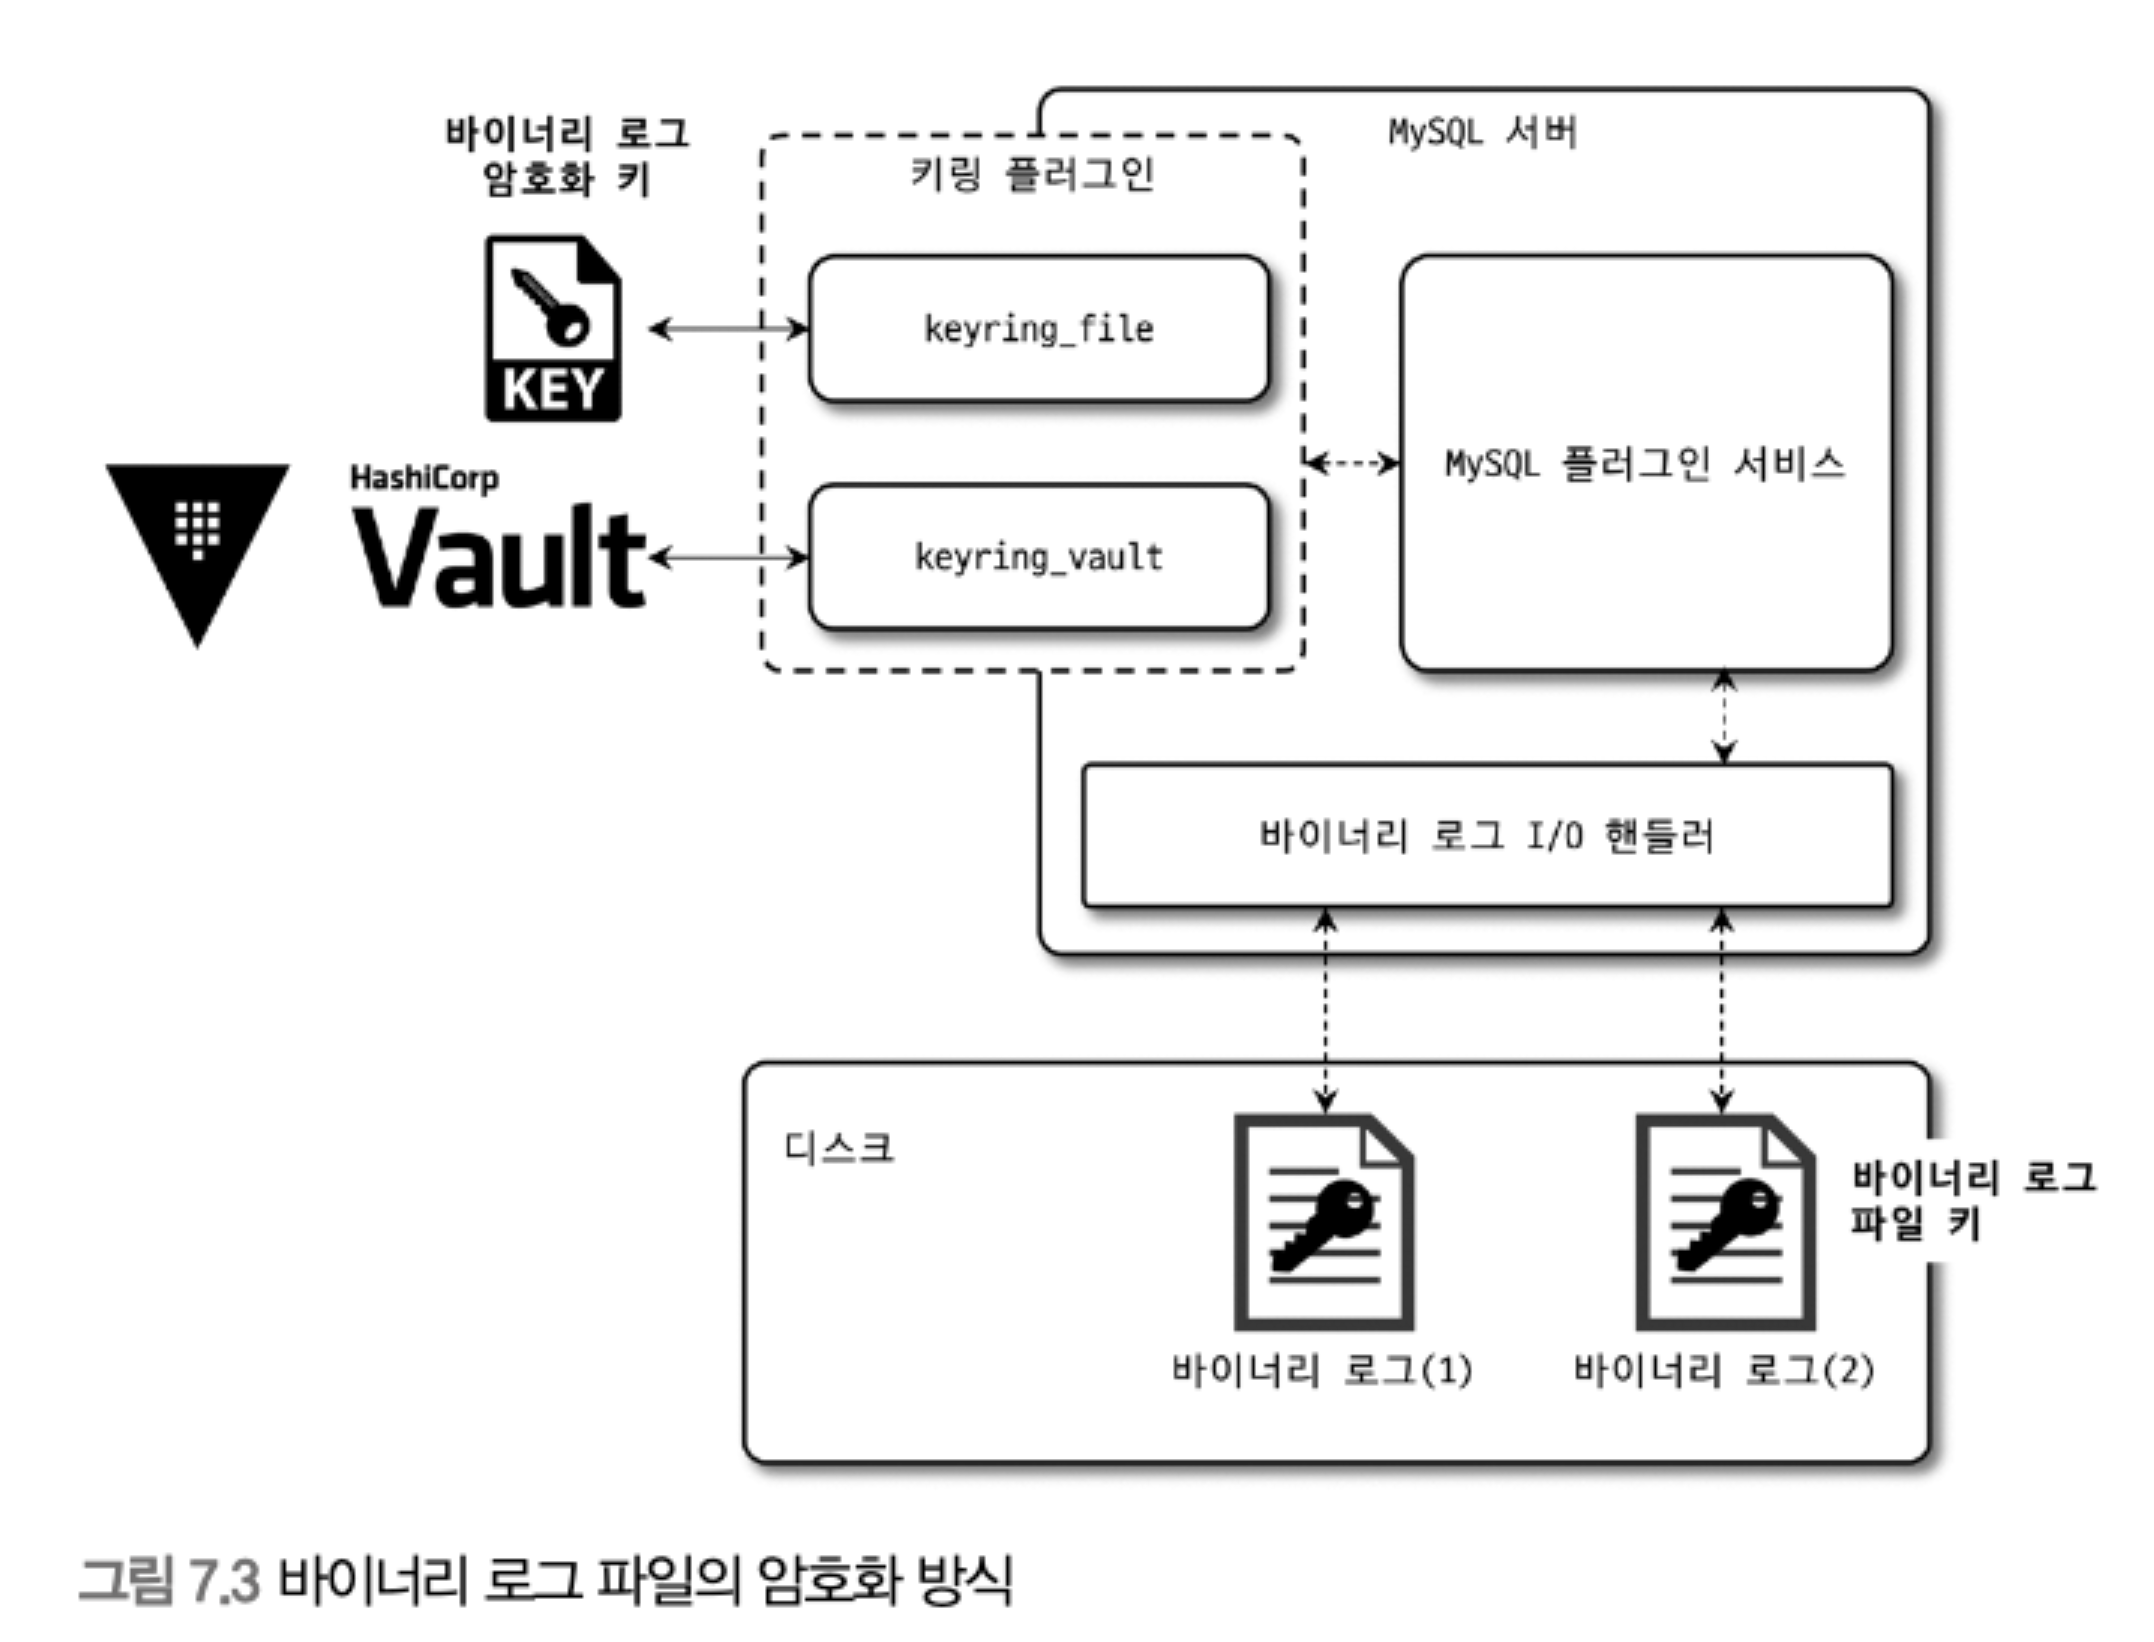 MySQL 서버
바이너리 로그
암호화 키
키링 플러그인
KEY
keyring_file
HashiCorp
Vault
keyring_vault
MySQL 플러그인 서비스
바이너리 로그 I/O 핸들러
디스크
바이너리 로그
파일 키
바이너리 로그(1)
바이너리 로그(2)
그림 7.3 바이너리 로그 파일의 암호화 방식